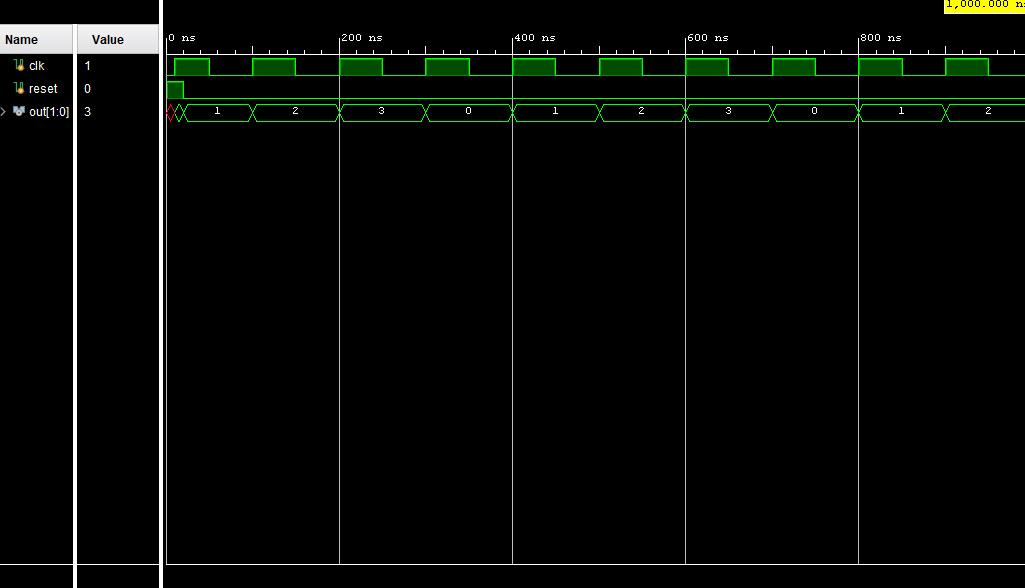 1,000.000 ns
Name Value
0 ns 200 ns 400 ns 600 ns 800 ns
clk 1
reset 0
out[1:0] 3 1 2 3 0 1 2 3 0 1 2